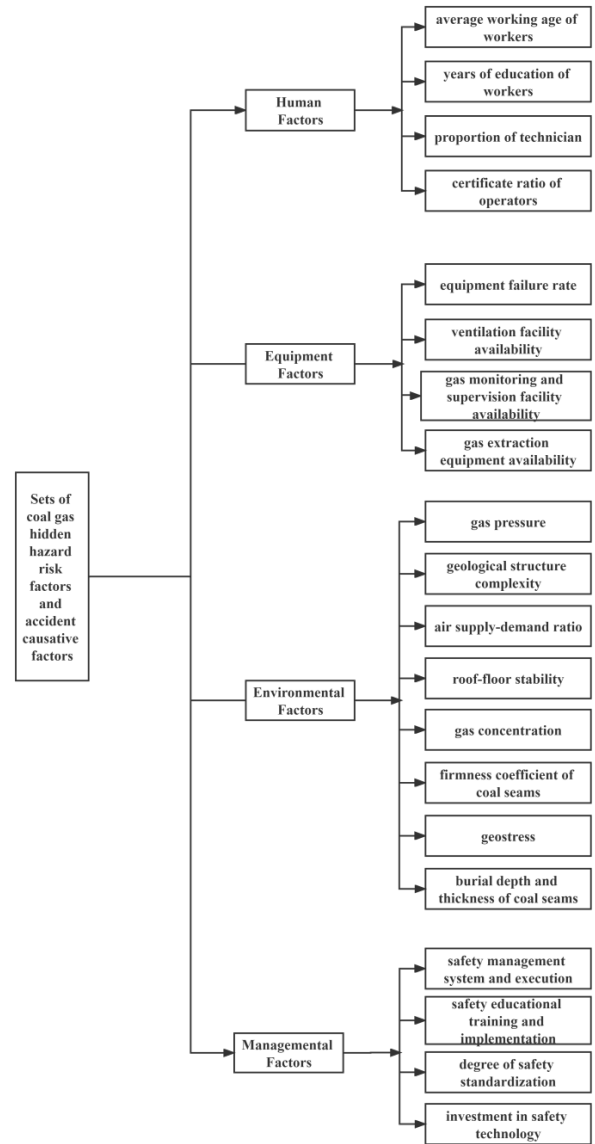 Sets of
coal gas
hidden
hazard
risk
factors
and
accident
causative
factors
Human
Factors
average working age of
workers
years of education of
workers
proportion of technician
certificate ratio of
operators
Equipment
Factors
equipment failure rate
ventilation facility
availability
gas monitoring and
supervision facility
availability
gas extraction
equipment availability
Environmental
Factors
gas pressure
geological structure
complexity
air supply-demand ratio
roof-floor stability
gas concentration
firmness coefficient of
coal seams
geostress
burial depth and
thickness of coal seams
Managemental
Factors
safety management
system and execution
safety educational
training and
implementation
degree of safety
standardization
investment in safety
technology